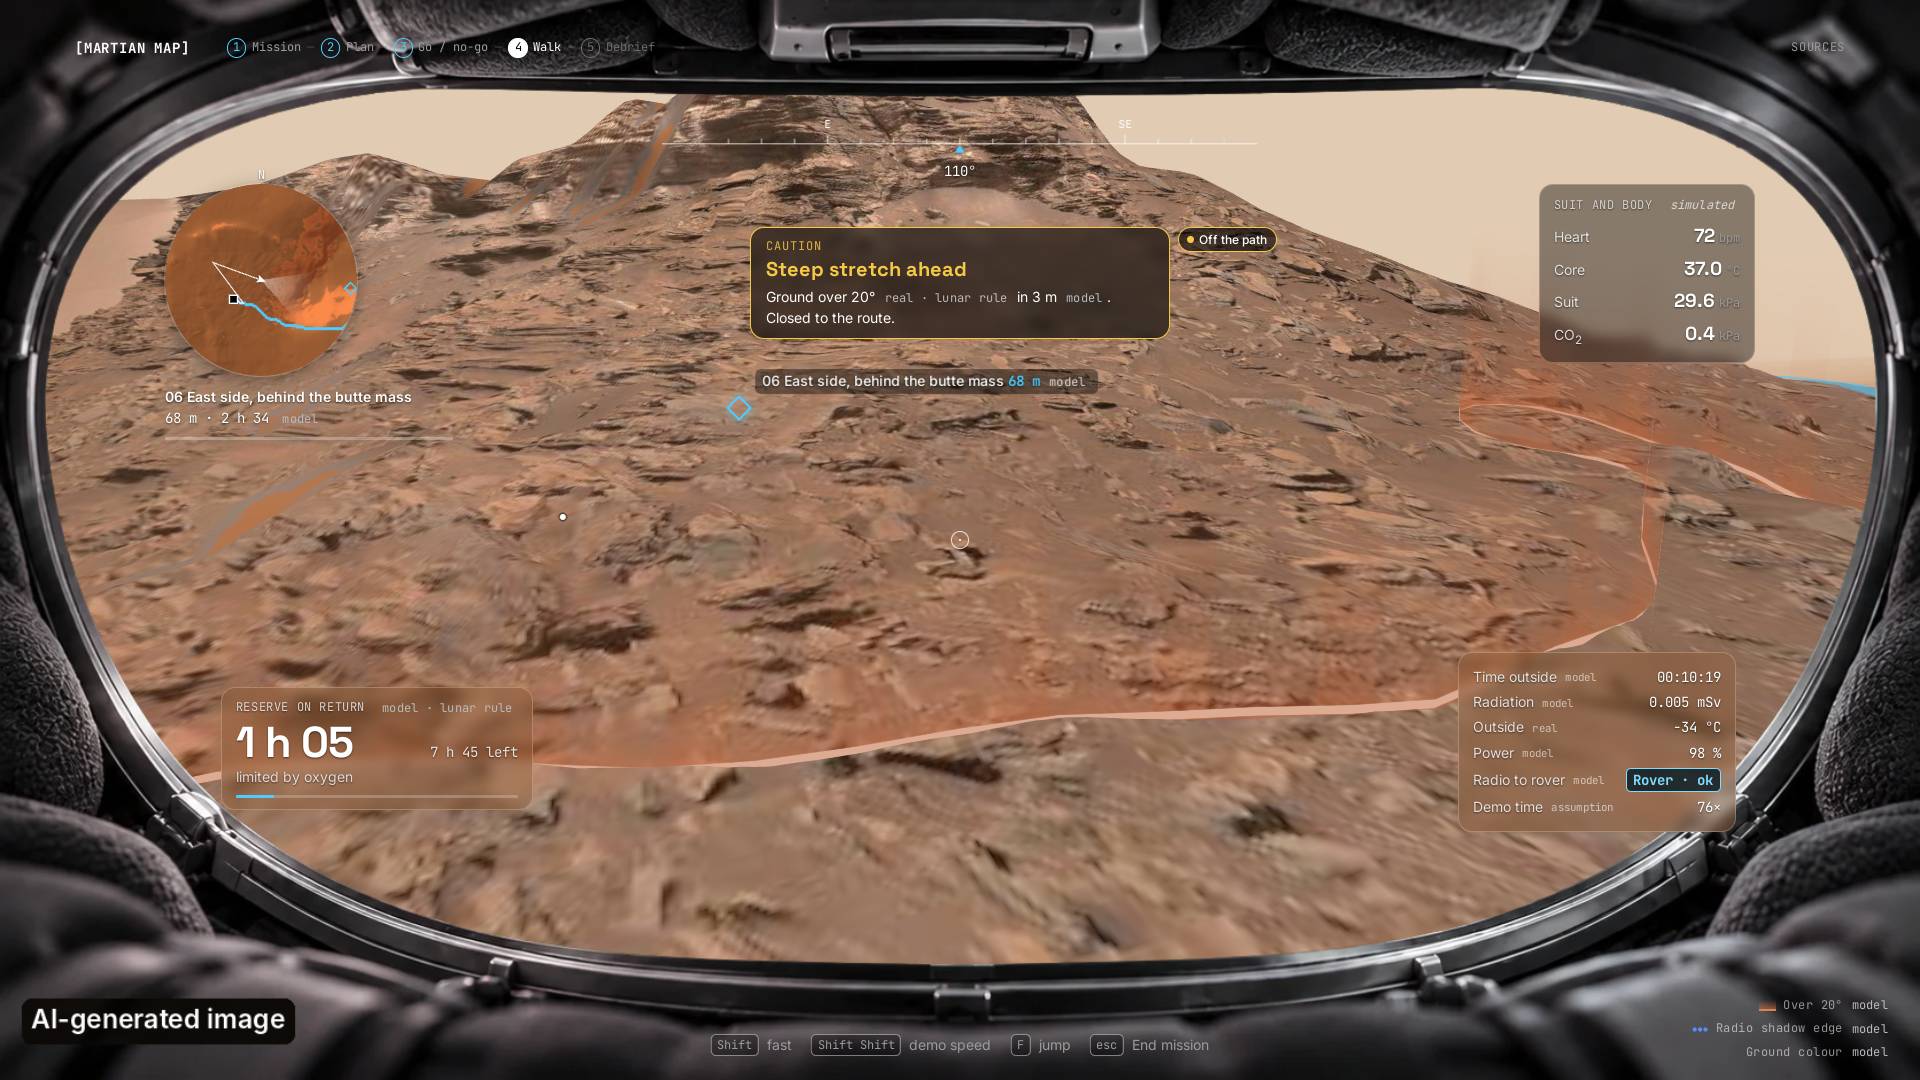 [MARTIAN MAP] 1 Mission 2 Plan 3 Go / no-go 4 Walk 5 Debrief
SOURCES
E SE
110°
N
CAUTION
Steep stretch ahead
Ground over 20° real · lunar rule in 3 m model.
Closed to the route.
Off the path
06 East side, behind the butte mass 68 m model
SUIT AND BODY simulated
Heart 72 bpm
Core 37.0 °C
Suit 29.6 kPa
CO2 0.4 kPa
06 East side, behind the butte mass
68 m · 2 h 34 model
RESERVE ON RETURN model · lunar rule
1 h 05 7 h 45 left
limited by oxygen
Time outside model 00:10:19
Radiation model 0.005 mSv
Outside real -34 °C
Power model 98 %
Radio to rover model Rover · ok
Demo time assumption 76×
AI-generated image
Shift fast Shift Shift demo speed F jump esc End mission
Over 20° model
Radio shadow edge model
Ground colour model